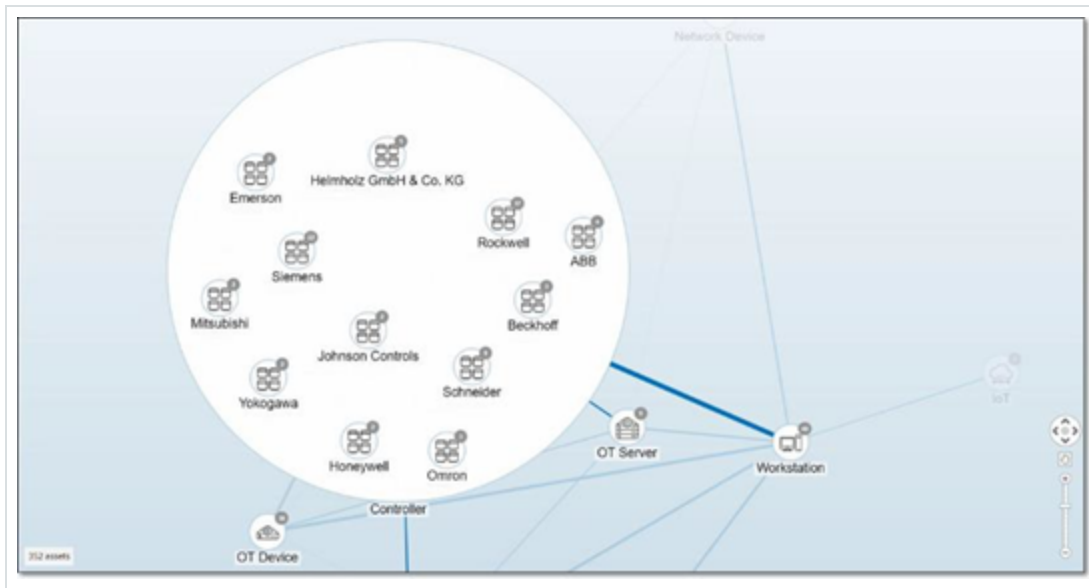 Network Device
Helmholz GmbH & Co. KG
Emerson
Rockwell
ABB
Siemens
Mitsubishi
Beckhoff
Johnson Controls
Schneider
Yokogawa
IoT
Honeywell
Omron
OT Server
Workstation
Controller
OT Device
352 assets